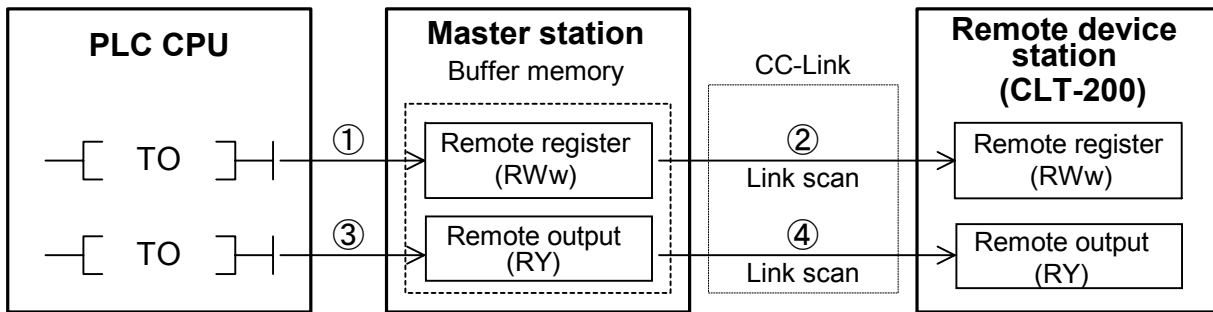 PLC CPU
Master station
Buffer memory
CC-Link
Remote device
station
(CLT-200)
TO
①
Remote register
(RWw)
②
Link scan
Remote register
(RWw)
TO
③
Remote output
(RY)
④
Link scan
Remote output
(RY)